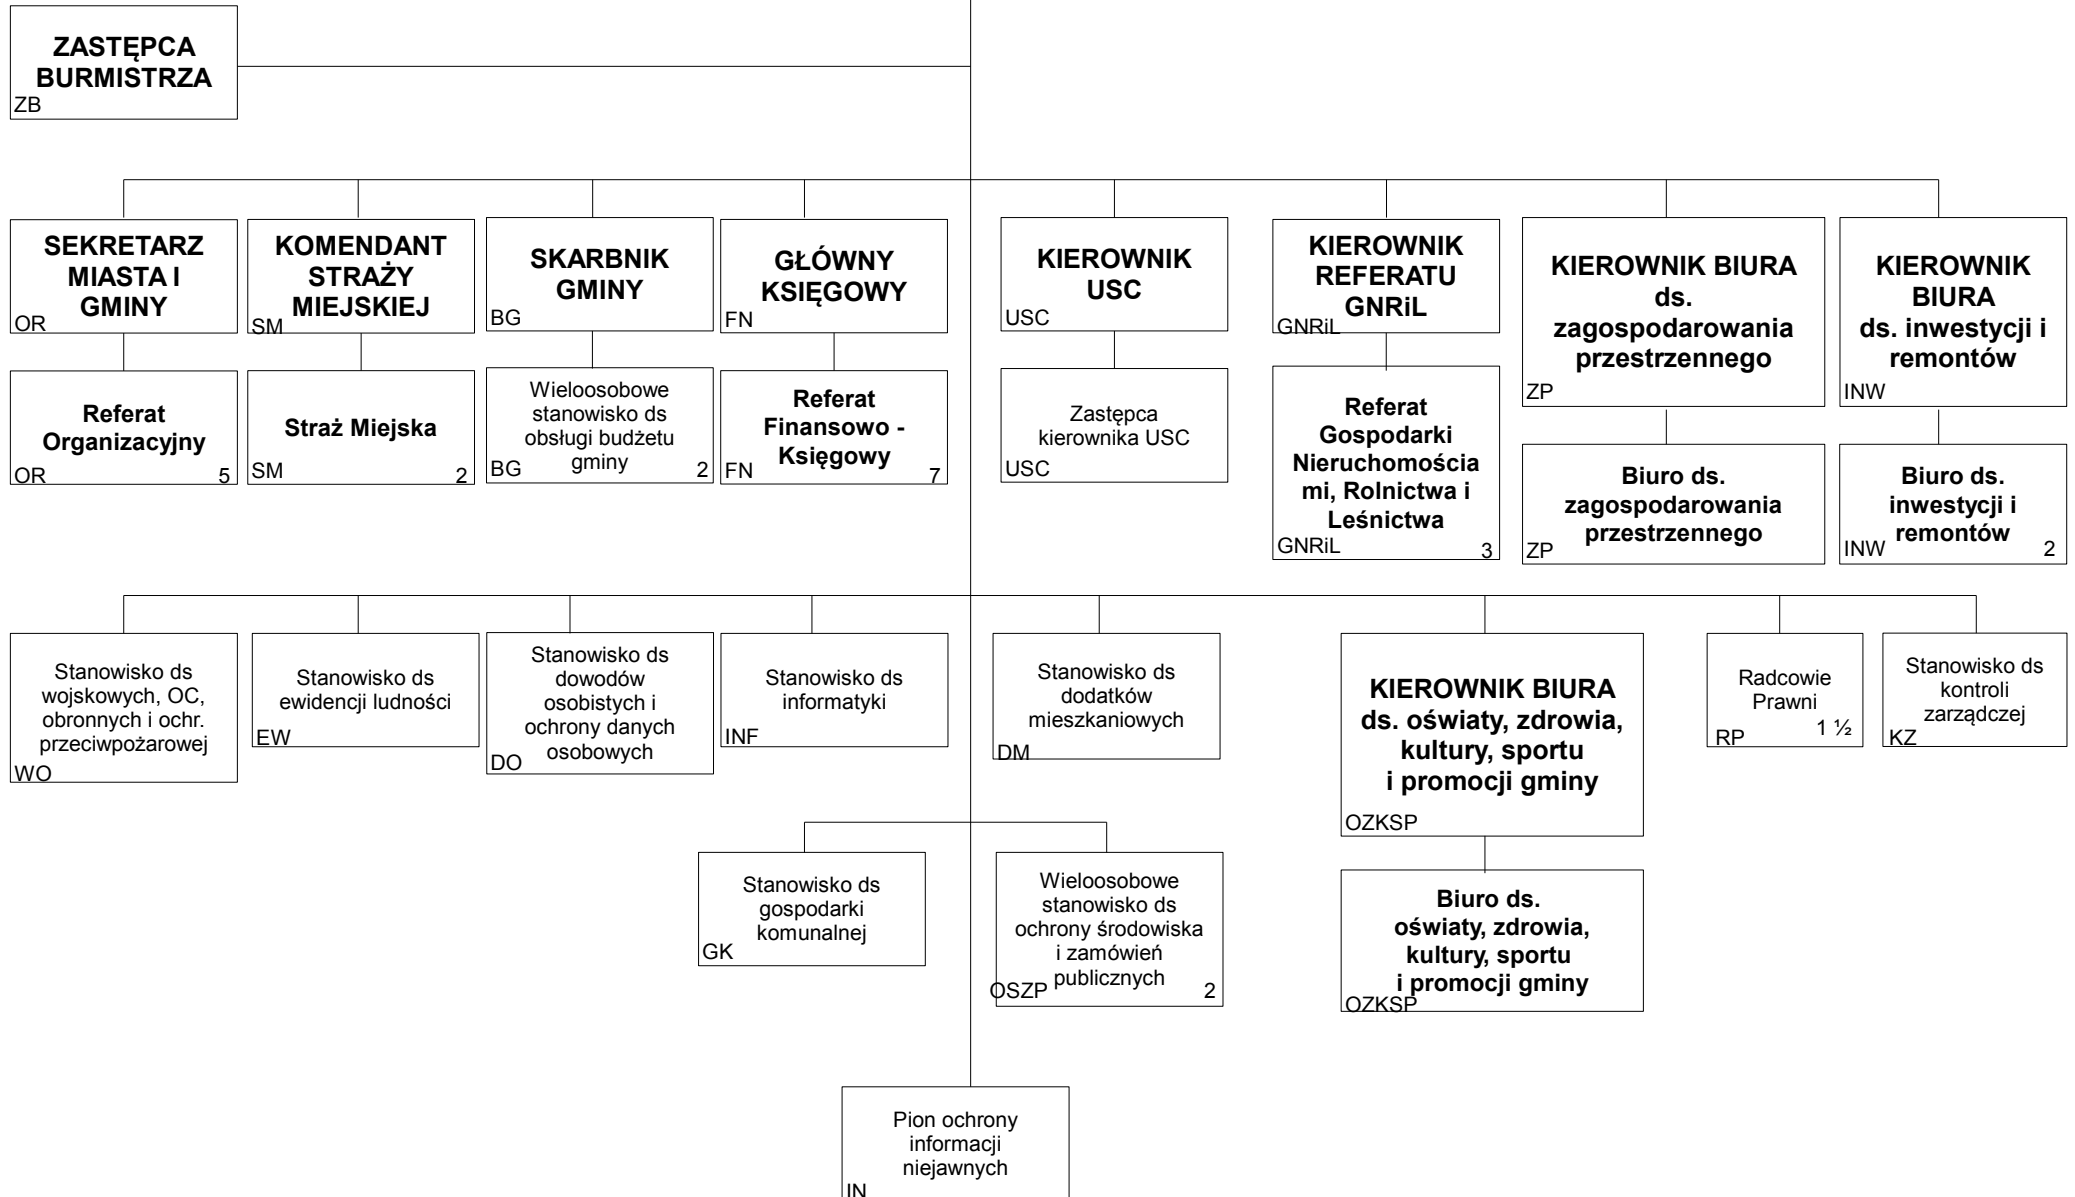 ZASTĘPCA
BURMISTRZA
ZB
SEKRETARZ
MIASTA I
GMINY
OR
KOMENDANT
STRAŻY
MIEJSKIEJ
SM
SKARBNIK
GMINY
BG
GŁÓWNY
KSIĘGOWY
FN
KIEROWNIK
USC
USC
KIEROWNIK
REFERATU
GNRiL
GNRiL
KIEROWNIK BIURA
ds.
zagospodarowania
przestrzennego
ZP
KIEROWNIK
BIURA
ds. inwestycji i
remontów
INW
Referat
Organizacyjny
OR 5
Straż Miejska
SM 2
Wieloosobowe
stanowisko ds
obsługi budżetu
gminy
BG 2
Referat
Finansowo -
Księgowy
FN 7
Zastępca
kierownika USC
USC
Referat
Gospodarki
Nieruchomościa
mi, Rolnictwa i
Leśnictwa
GNRiL 3
Biuro ds.
zagospodarowania
przestrzennego
ZP
Biuro ds.
inwestycji i
remontów
INW 2
Stanowisko ds
wojskowych, OC,
obronnych i ochr.
przeciwpożarowej
WO
Stanowisko ds
ewidencji ludności
EW
Stanowisko ds
dowodów
osobistych i
ochrony danych
osobowych
DO
Stanowisko ds
informatyki
INF
Stanowisko ds
dodatków
mieszkaniowych
DM
KIEROWNIK BIURA
ds. oświaty, zdrowia,
kultury, sportu
i promocji gminy
OZKSP
Radcowie
Prawni
RP 1 ½
Stanowisko ds
kontroli
zarządczej
KZ
Stanowisko ds
gospodarki
komunalnej
GK
Wieloosobowe
stanowisko ds
ochrony środowiska
i zamówień
publicznych
OSZP 2
Biuro ds.
oświaty, zdrowia,
kultury, sportu
i promocji gminy
OZKSP
Pion ochrony
informacji
niejawnych
IN